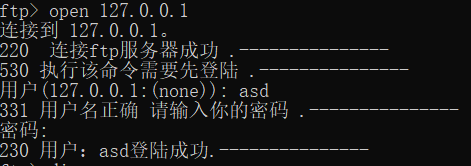 ftp> open 127.0.0.1
连接到 127.0.0.1。
220  连接ftp服务器成功 .---------------
530 执行该命令需要先登陆 .---------------
用户(127.0.0.1:(none)): asd
331 用户名正确 请输入你的密码 .---------------
密码:
230 用户：asd登陆成功.---------------